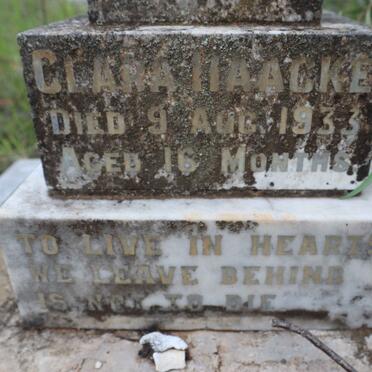 CLARA HAACKE
DIED 9 AUG. 1933
AGED 16 MONTHS.
TO LIVE IN HEARTS
WE LEAVE BEHIND
IS NOT TO DIE